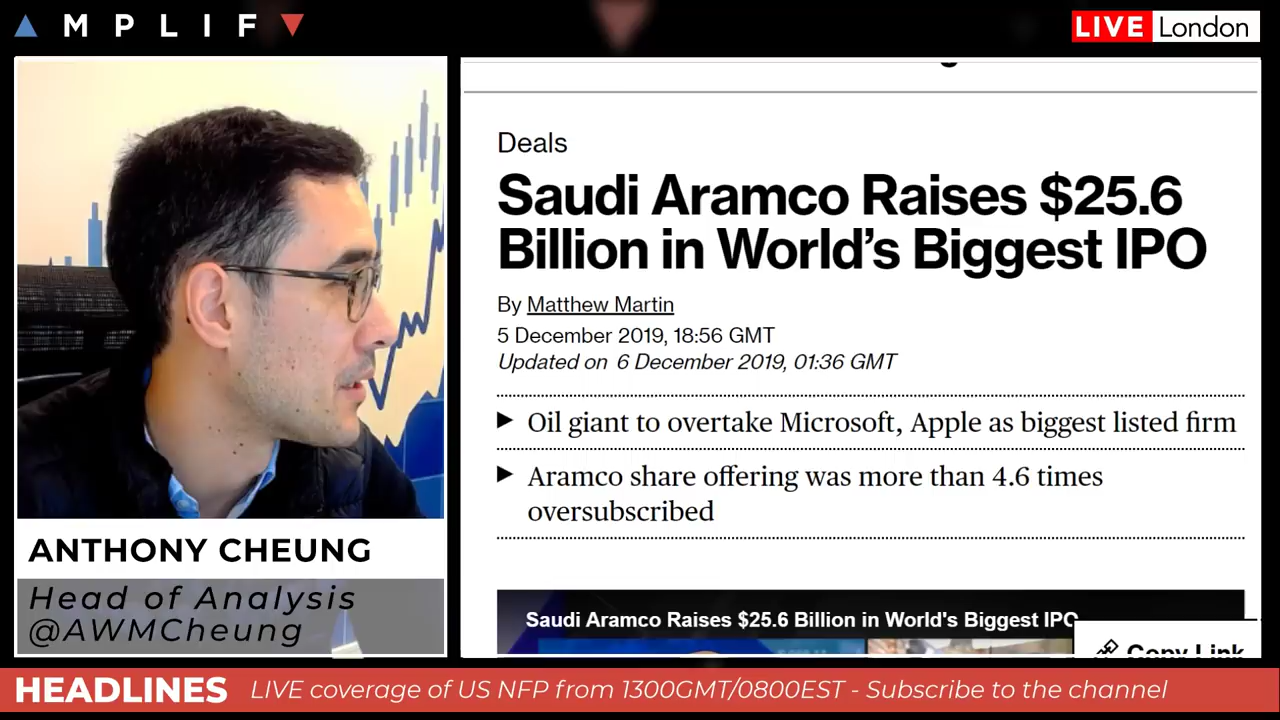 ▲ M P L I F ▼
LIVE London
Deals
Saudi Aramco Raises $25.6
Billion in World's Biggest IPO
By Matthew Martin
5 December 2019, 18:56 GMT
Updated on 6 December 2019, 01:36 GMT
▶ Oil giant to overtake Microsoft, Apple as biggest listed firm
▶ Aramco share offering was more than 4.6 times
oversubscribed
Saudi Aramco Raises $25.6 Billion in World's Biggest IPO
Copy Link
ANTHONY CHEUNG
Head of Analysis
@AWMCheung
HEADLINES LIVE coverage of US NFP from 1300GMT/0800EST - Subscribe to the channel